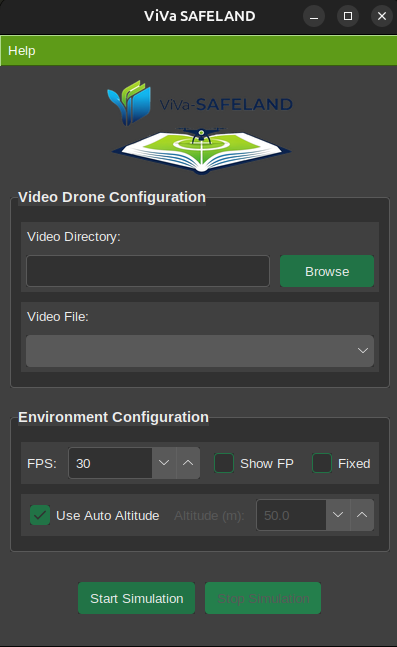 ViVa SAFELAND
Help
ViVa-SAFELAND
Video Drone Configuration
Video Directory:
Browse
Video File:
Environment Configuration
FPS: 30 Show FP Fixed
Use Auto Altitude Altitude (m): 50.0
Start Simulation Stop Simulation